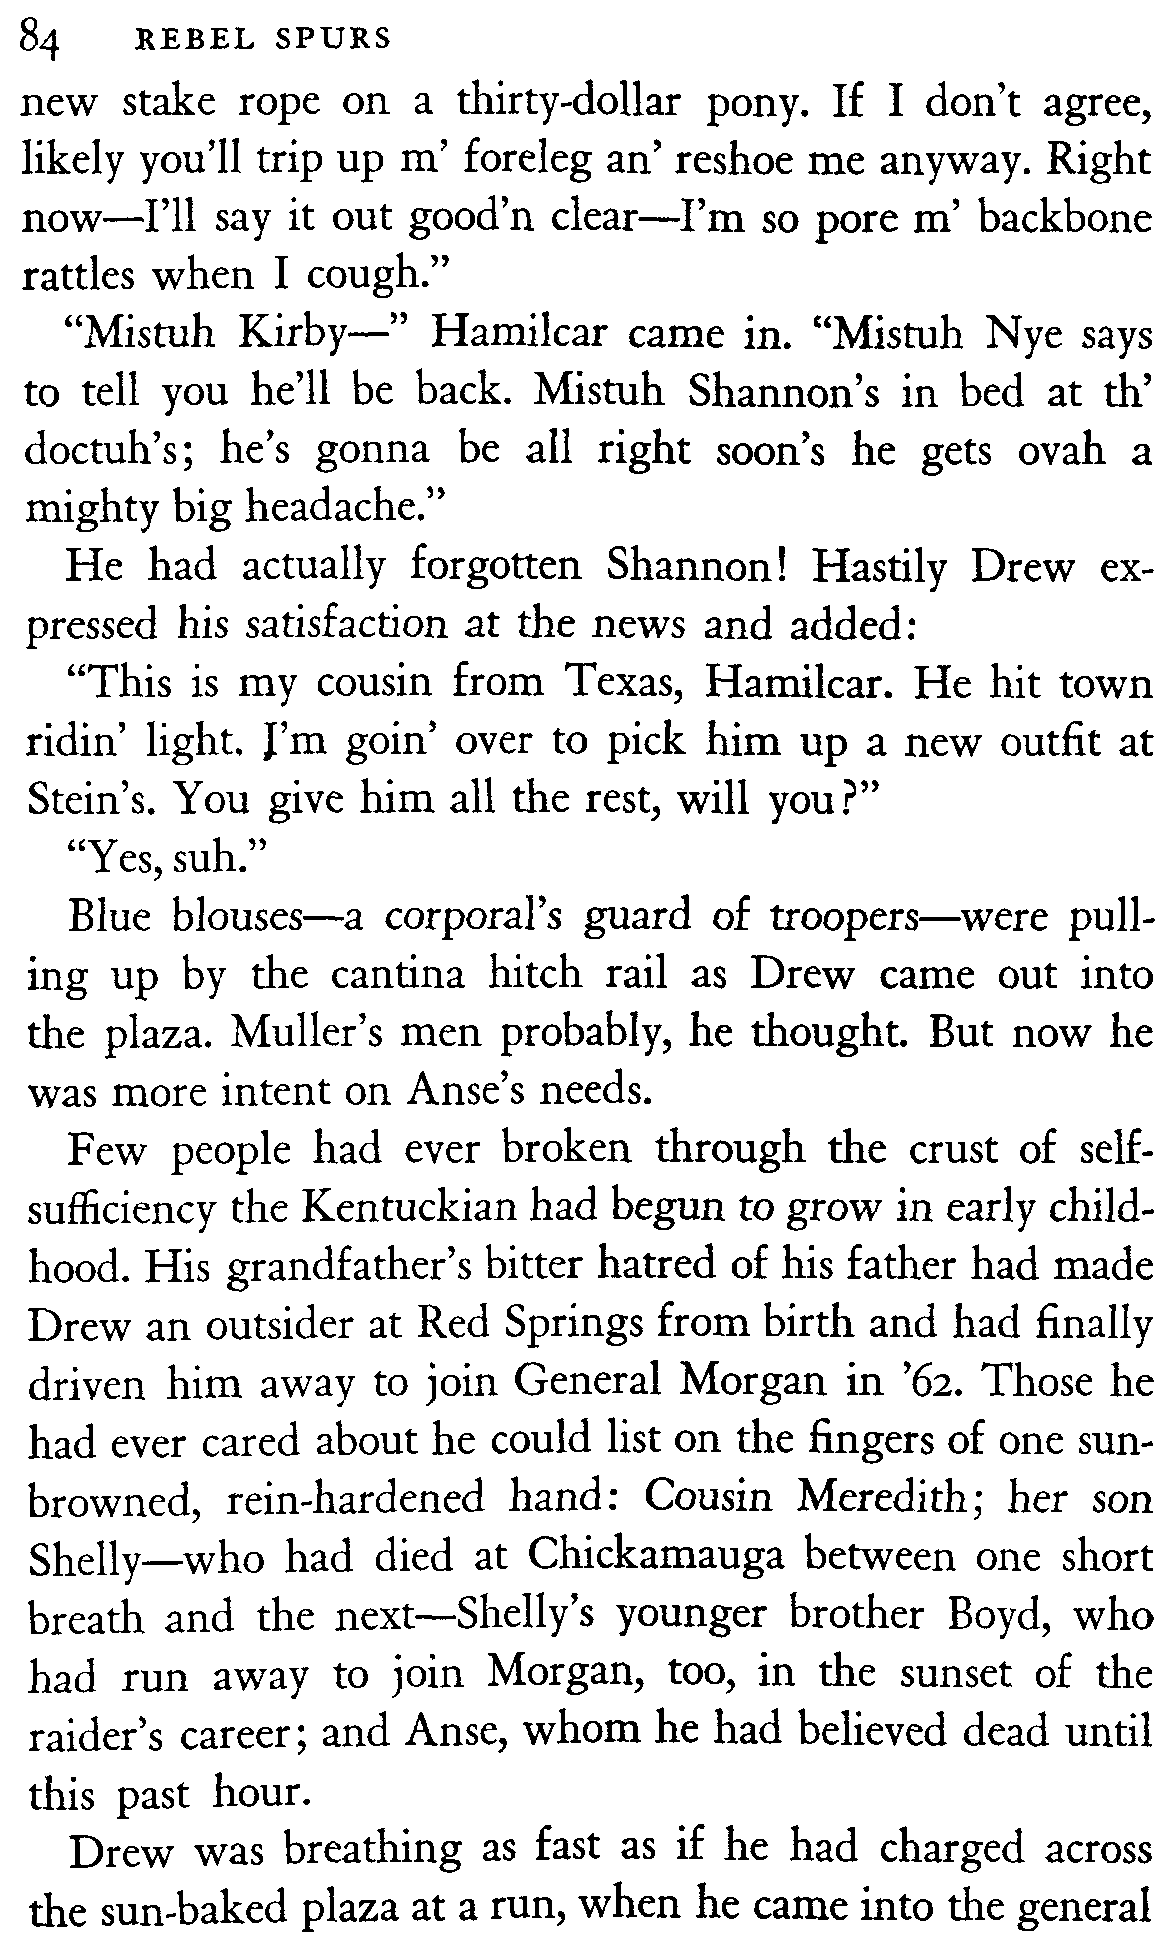 84 REBEL SPURS
new stake rope on a thirty-dollar pony. If I don't agree,
likely you'll trip up m' foreleg an' reshoe me anyway. Right
now—I'll say it out good'n clear—I'm so pore m' backbone
rattles when I cough.”
“Mistuh Kirby—” Hamilcar came in. “Mistuh Nye says
to tell you he'll be back. Mistuh Shannon's in bed at th'
doctuh's; he's gonna be all right soon's he gets ovah a
mighty big headache.”
He had actually forgotten Shannon! Hastily Drew ex-
pressed his satisfaction at the news and added:
“This is my cousin from Texas, Hamilcar. He hit town
ridin' light. I'm goin' over to pick him up a new outfit at
Stein's. You give him all the rest, will you?”
“Yes, suh.”
Blue blouses—a corporal's guard of troopers—were pull-
ing up by the cantina hitch rail as Drew came out into
the plaza. Muller's men probably, he thought. But now he
was more intent on Anse's needs.
Few people had ever broken through the crust of self-
sufficiency the Kentuckian had begun to grow in early child-
hood. His grandfather's bitter hatred of his father had made
Drew an outsider at Red Springs from birth and had finally
driven him away to join General Morgan in '62. Those he
had ever cared about he could list on the fingers of one sun-
browned, rein-hardened hand: Cousin Meredith; her son
Shelly—who had died at Chickamauga between one short
breath and the next—Shelly's younger brother Boyd, who
had run away to join Morgan, too, in the sunset of the
raider's career; and Anse, whom he had believed dead until
this past hour.
Drew was breathing as fast as if he had charged across
the sun-baked plaza at a run, when he came into the general